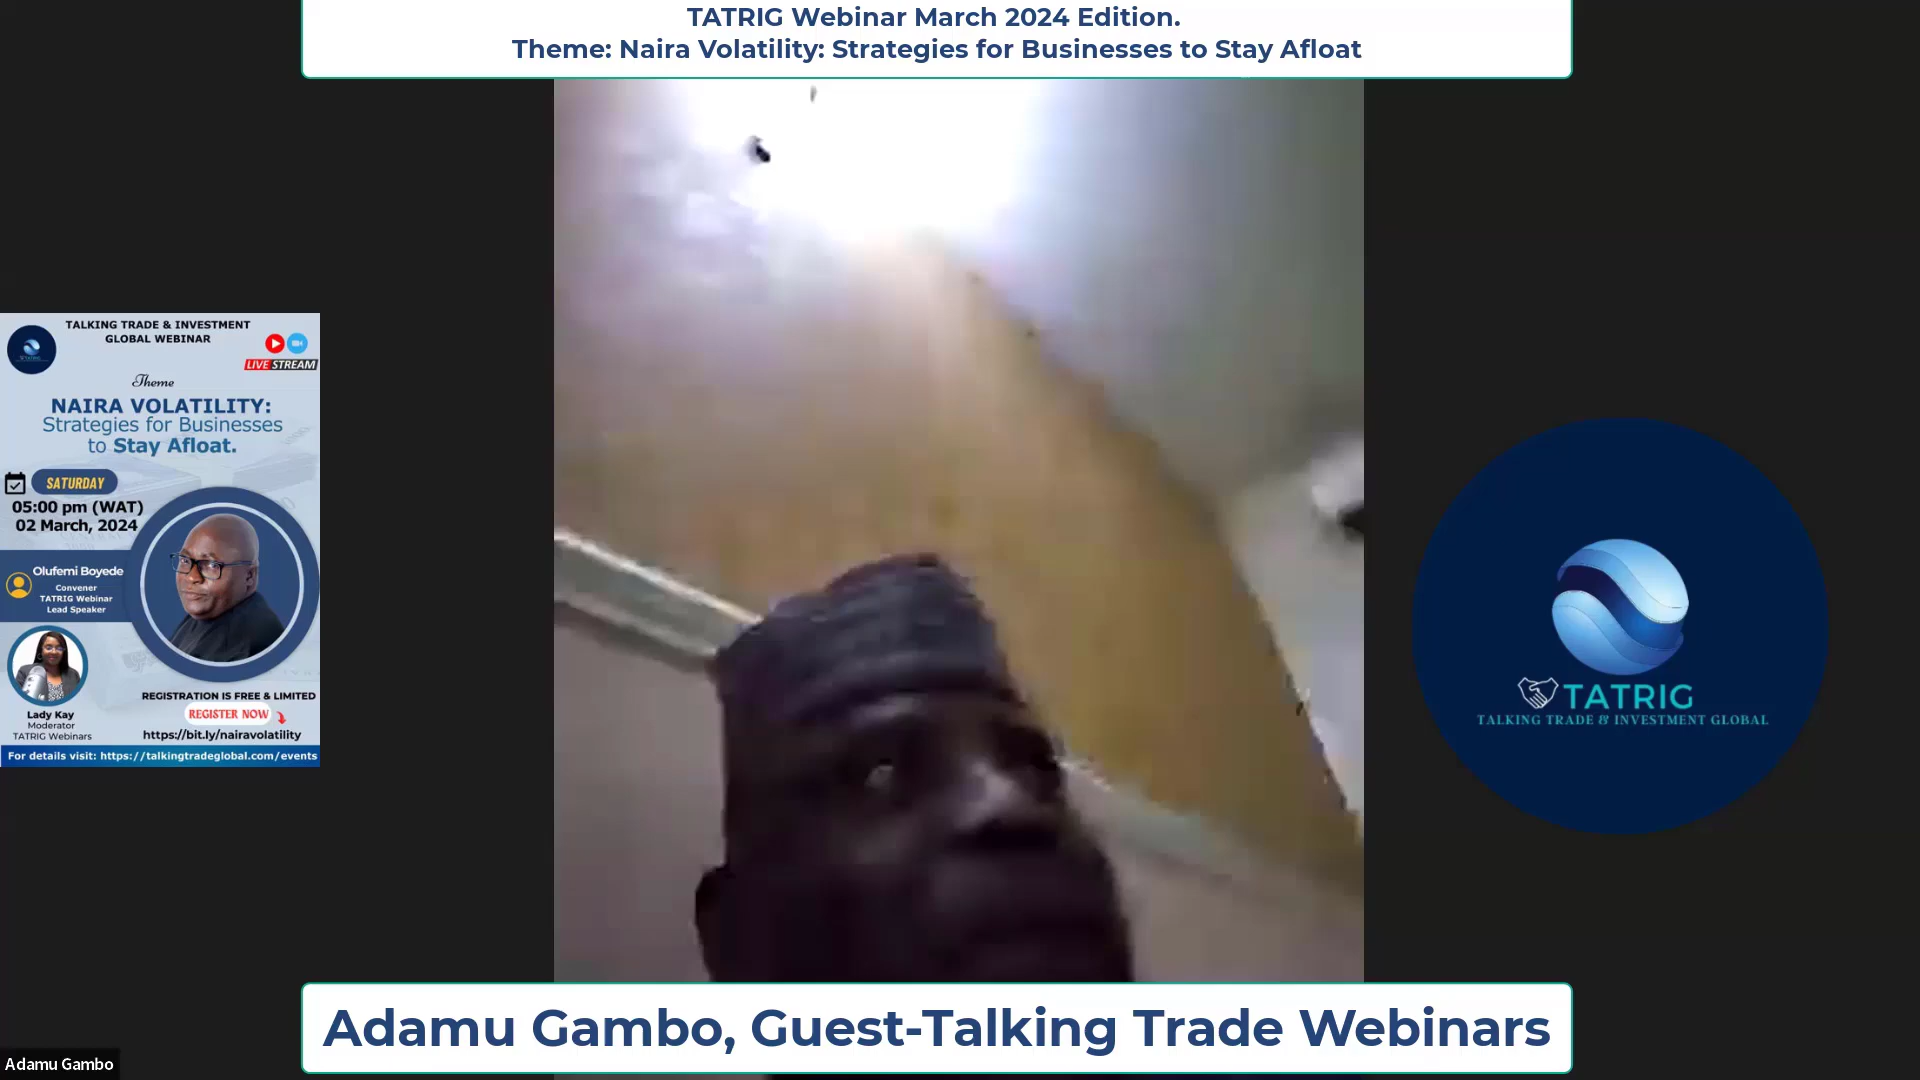 TATRIG Webinar March 2024 Edition.
Theme: Naira Volatility: Strategies for Businesses to Stay Afloat
TALKING TRADE & INVESTMENT
GLOBAL WEBINAR
LIVE STREAM
Theme
NAIRA VOLATILITY:
Strategies for Businesses
to Stay Afloat.
SATURDAY
05:00 pm (WAT)
02 March, 2024
Olufemi Boyede
Convener
TATRIG Webinar
Lead Speaker
Lady Kay
Moderator
TATRIG Webinars
REGISTRATION IS FREE & LIMITED
REGISTER NOW
https://bit.ly/nairavolatility
For details visit: https://talkingtradeglobal.com/events
TATRIG
TALKING TRADE & INVESTMENT GLOBAL
Adamu Gambo, Guest-Talking Trade Webinars
Adamu Gambo